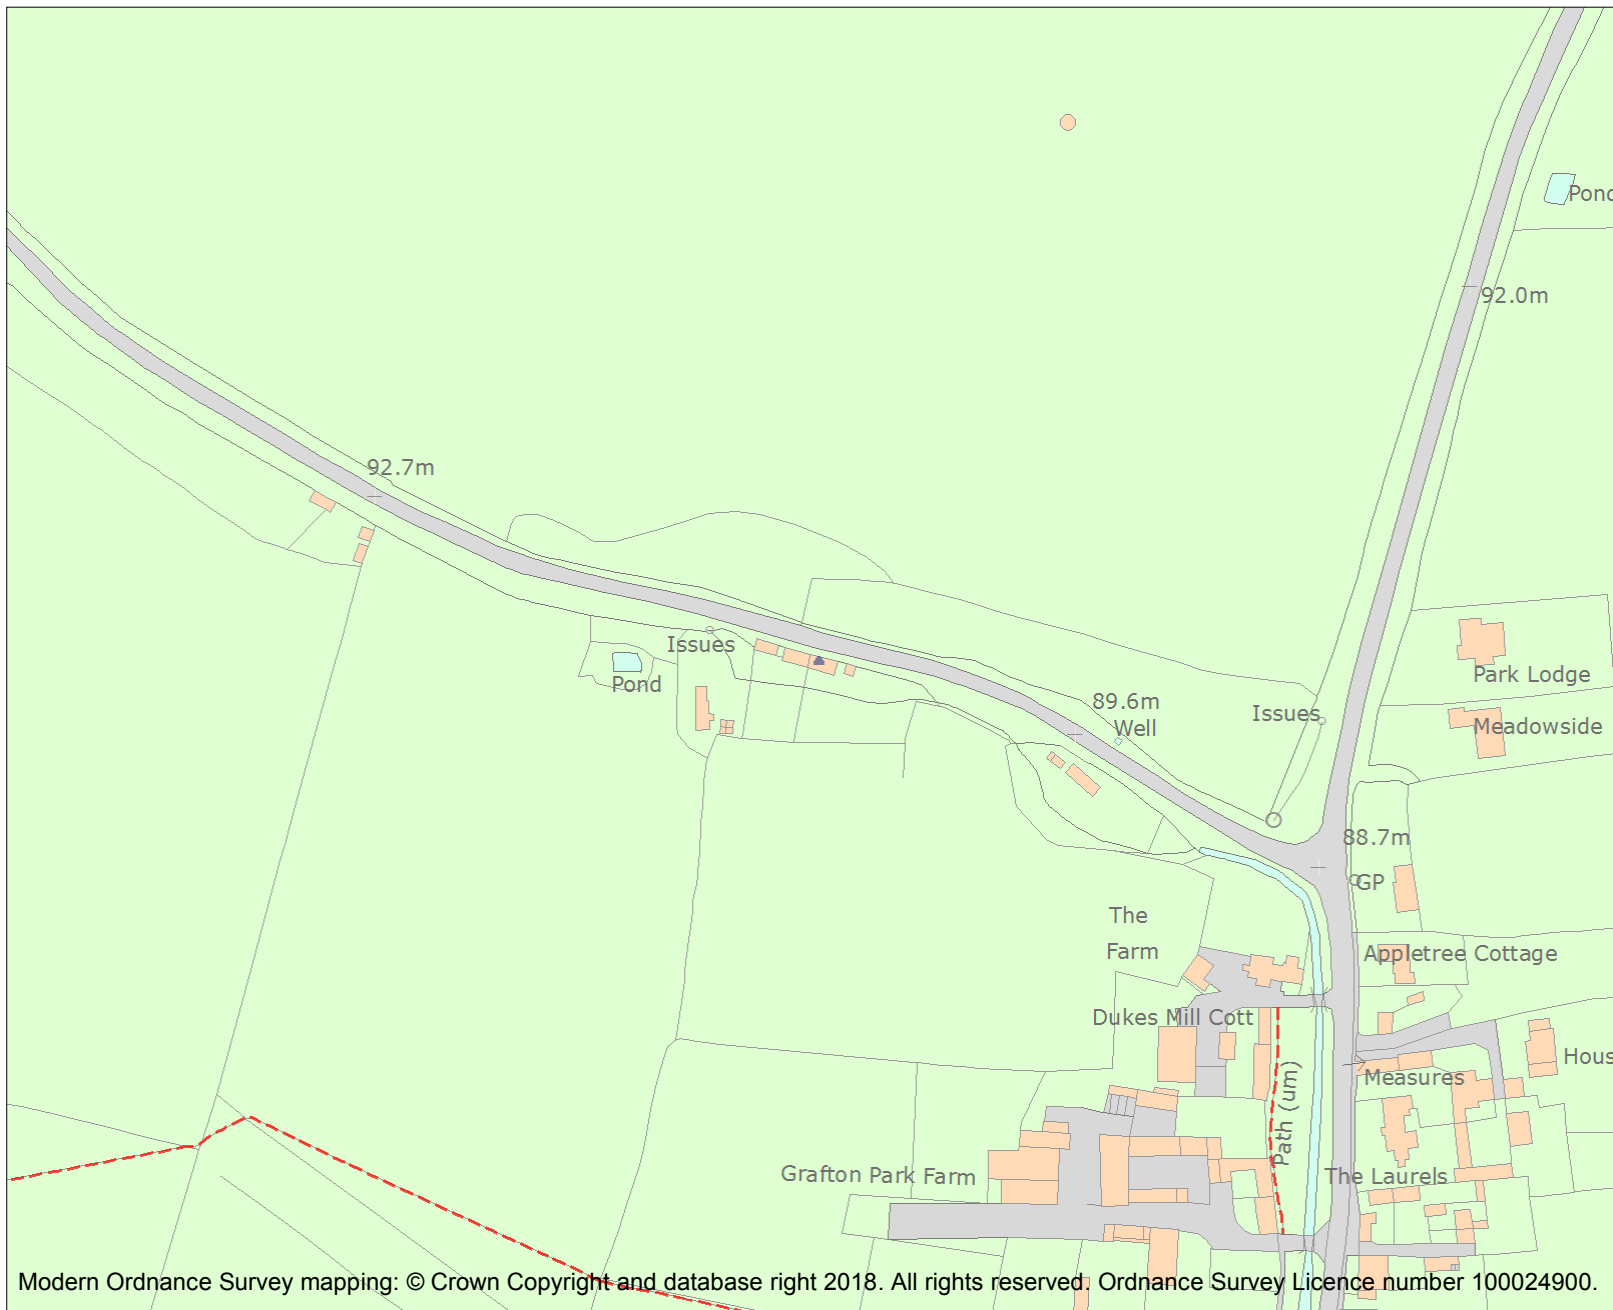 Pond
92.0m
92.7m
Issues
Pond
Park Lodge
89.6m
Well
Issues
Meadowside
88.7m
GP
The
Farm
Appletree Cottage
Dukes Mill Cott
Hous
Measures
Path (um)
Grafton Park Farm
The Laurels
Modern Ordnance Survey mapping: © Crown Copyright and database right 2018. All rights reserved. Ordnance Survey Licence number 100024900.